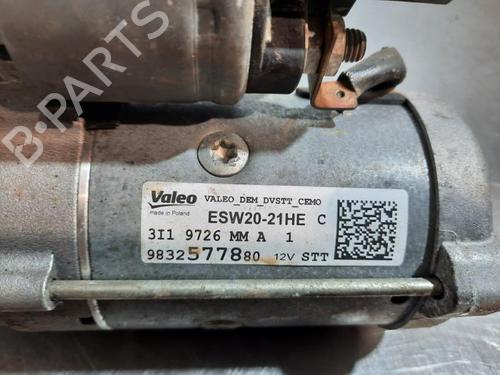 B-PARTS
Valeo VALEO_DEM_DVSTT_CEMO
made in Poland ESW20-21HE C
3I1 9726 MM A 1
9832577880 12V STT